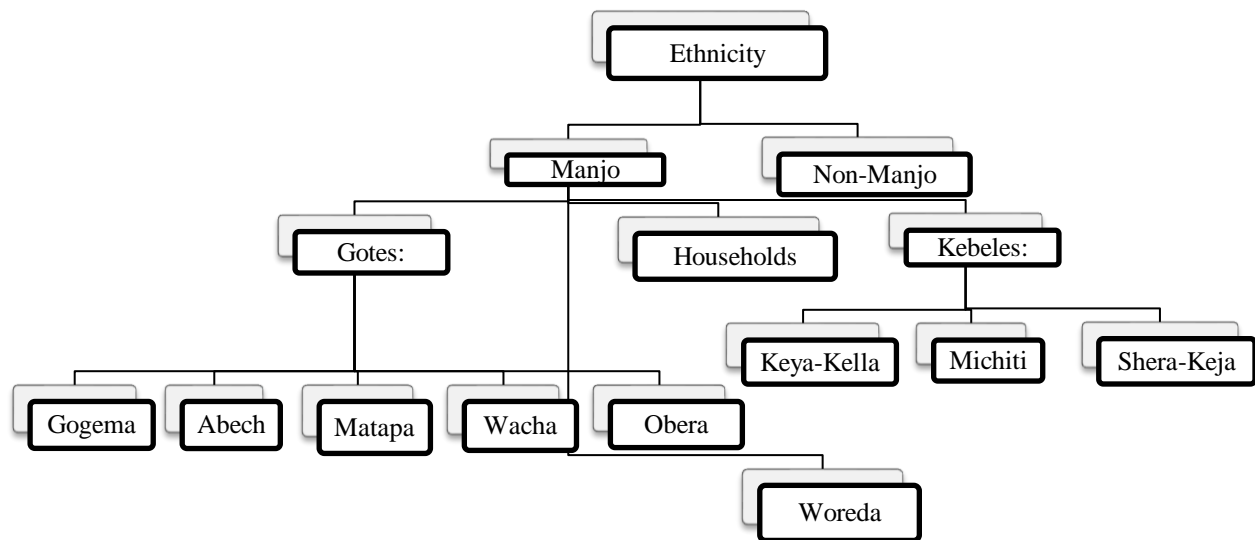 Ethnicity
Manjo
Non-Manjo
Gotes:
Households
Kebeles:
Keya-Kella
Michiti
Shera-Keja
Gogema
Abech
Matapa
Wacha
Obera
Woreda